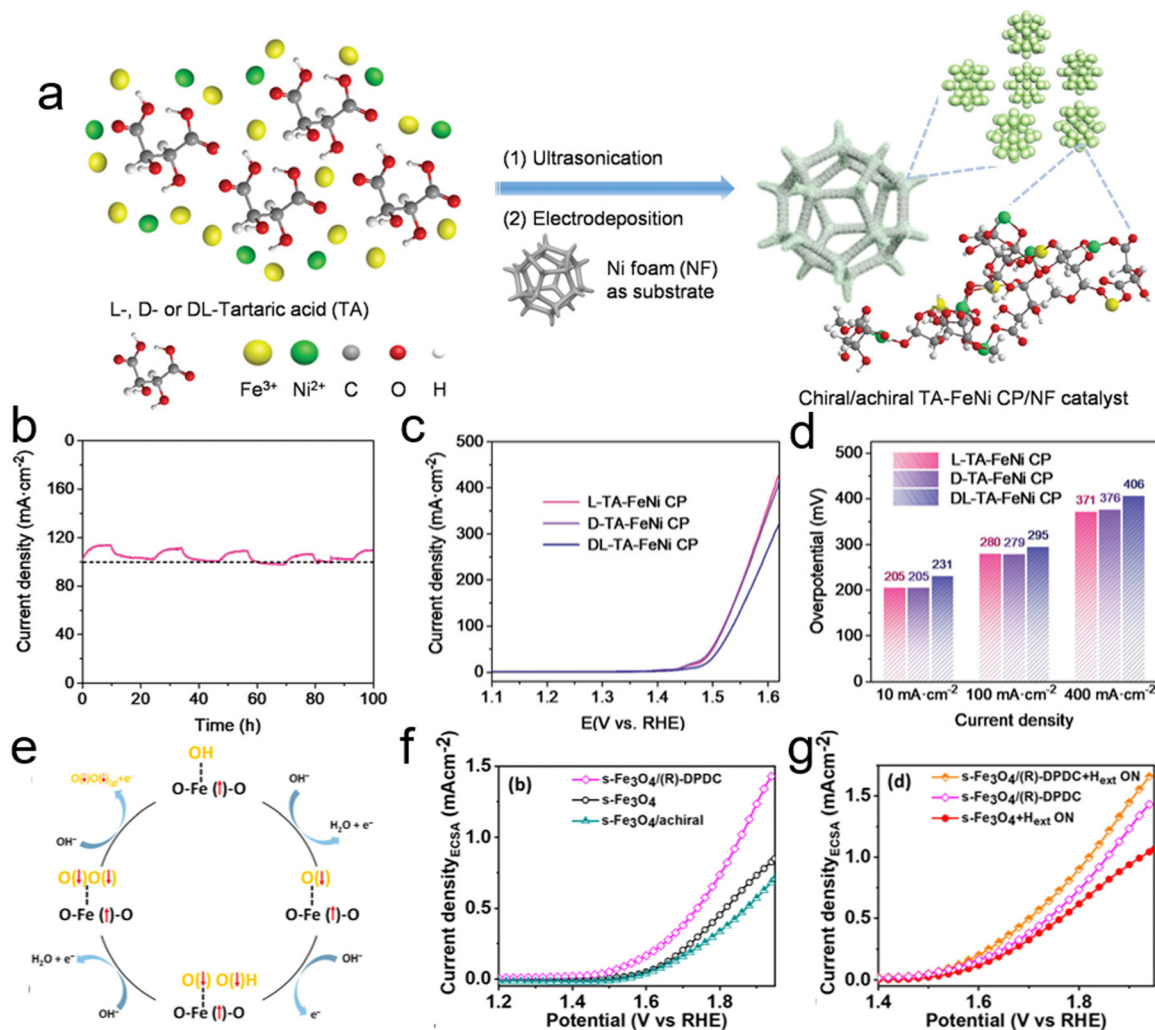 a
(1) Ultrasonication
(2) Electrodeposition
Ni foam (NF)
as substrate
L-, D- or DL-Tartaric acid (TA)
Fe³⁺ Ni²⁺ C O H
Chiral/achiral TA-FeNi CP/NF catalyst
b
Current density (mA·cm⁻²)
0
160
120
80
40
0
0 20 40 60 80 100
Time (h)
c
Current density (mA·cm⁻²)
500
400
300
200
100
0
L-TA-FeNi CP
D-TA-FeNi CP
DL-TA-FeNi CP
1.1 1.2 1.3 1.4 1.5 1.6
E(V vs. RHE)
d
Overpotential (mV)
500
400
300
200
100
L-TA-FeNi CP
D-TA-FeNi CP
DL-TA-FeNi CP
205 205 231
280 279 295
371 376 406
10 mA·cm⁻² 100 mA·cm⁻² 400 mA·cm⁻²
Current density
e
OH
O-Fe (↑)-O
OH⁻
H₂O + e⁻
O(↓)
O-Fe (↑)-O
OH⁻
e⁻
O(↓) O(↓)H
O-Fe (↑)-O
OH⁻
H₂O + e⁻
O(↓)O(↓)
O-Fe (↑)-O
OH⁻
f
(b)
s-Fe₃O₄/(R)-DPDC
s-Fe₃O₄
s-Fe₃O₄/achiral
Current density_ECSA (mAcm⁻²)
1.5
1.0
0.5
0.0
1.2 1.4 1.6 1.8
Potential (V vs RHE)
g
(d)
s-Fe₃O₄/(R)-DPDC+H_ext ON
s-Fe₃O₄/(R)-DPDC
s-Fe₃O₄+H_ext ON
Current density_ECSA (mAcm⁻²)
1.5
1.0
0.5
0.0
1.4 1.6 1.8
Potential (V vs RHE)